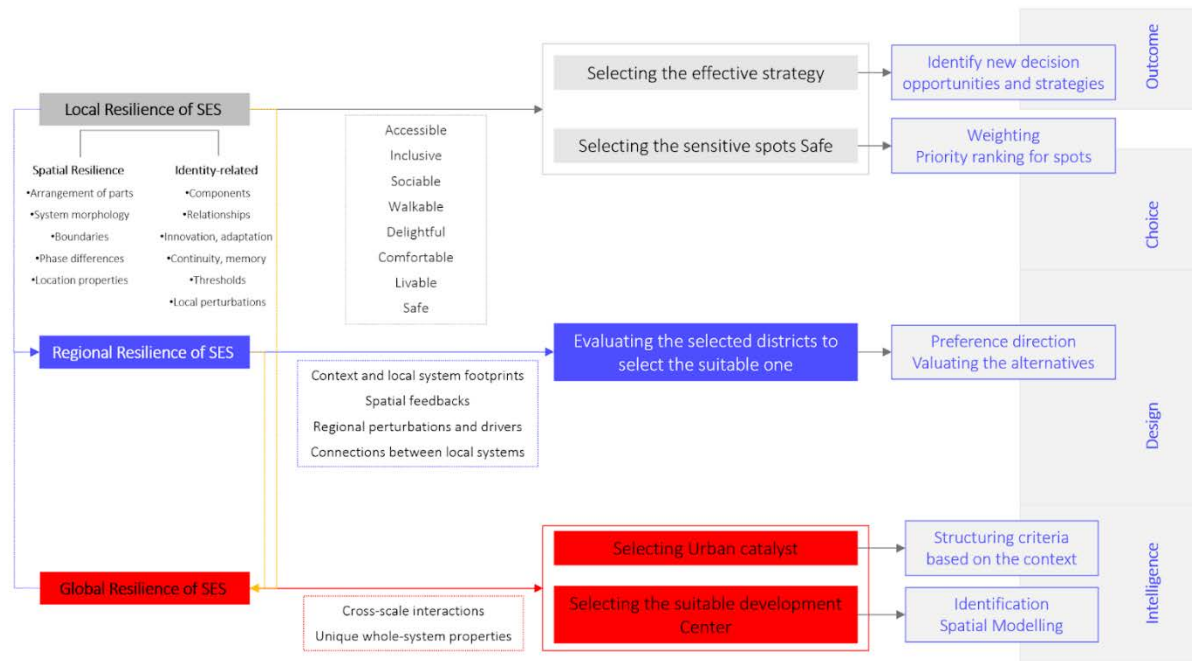 Selecting the effective strategy
Identify new decision
opportunities and strategies
Outcome
Local Resilience of SES
Accessible
Inclusive
Sociable
Walkable
Delightful
Comfortable
Livable
Safe
Selecting the sensitive spots Safe
Weighting
Priority ranking for spots
Spatial Resilience
•Arrangement of parts
•System morphology
•Boundaries
•Phase differences
•Location properties
Identity-related
•Components
•Relationships
•Innovation, adaptation
•Continuity, memory
•Thresholds
•Local perturbations
Choice
Regional Resilience of SES
Evaluating the selected districts to
select the suitable one
Preference direction
Valuating the alternatives
Context and local system footprints
Spatial feedbacks
Regional perturbations and drivers
Connections between local systems
Design
Global Resilience of SES
Cross-scale interactions
Unique whole-system properties
Selecting Urban catalyst
Structuring criteria
based on the context
Selecting the suitable development
Center
Identification
Spatial Modelling
Intelligence